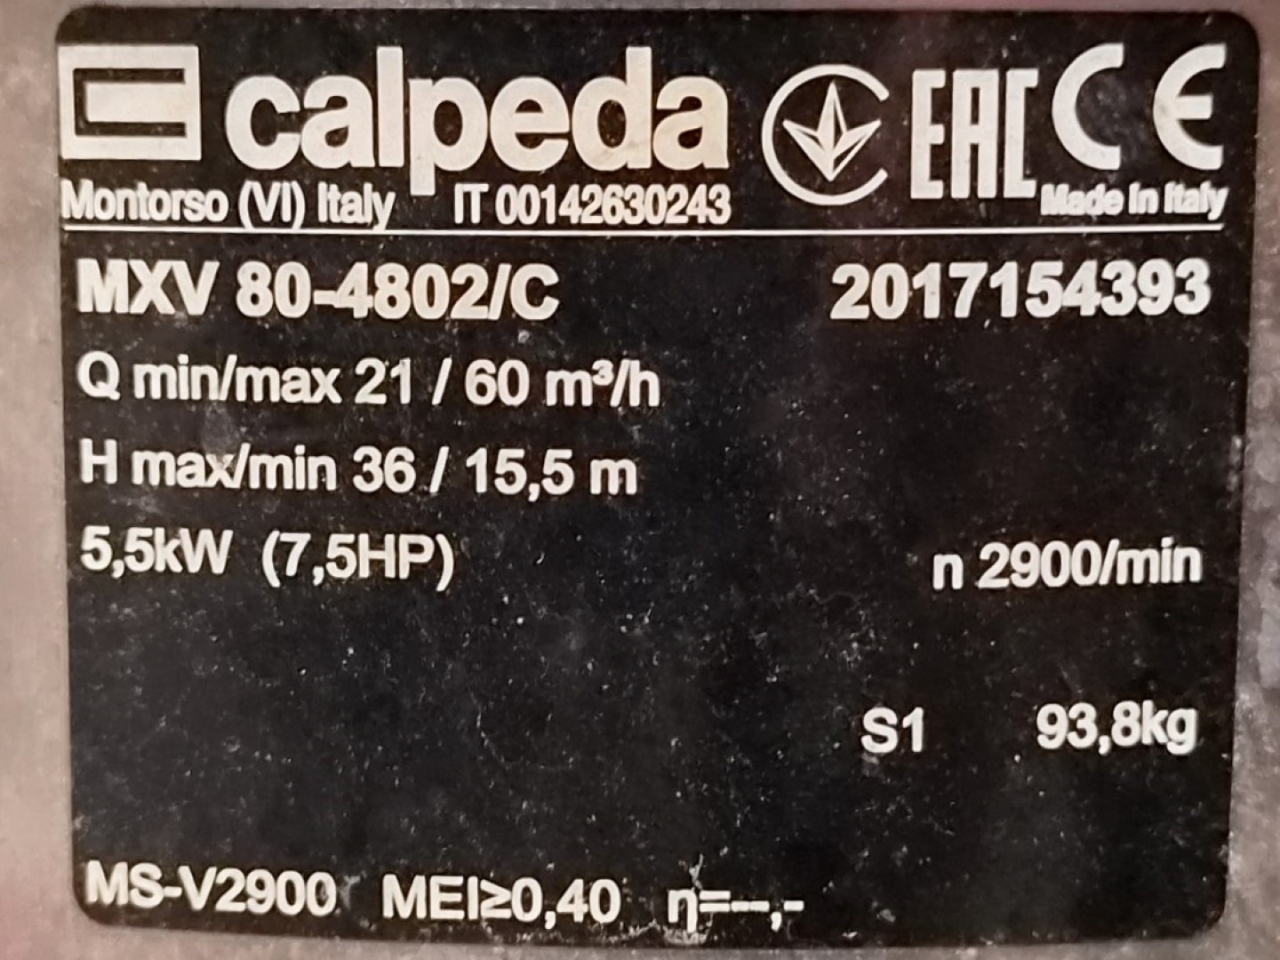 calpeda EAC CE
Montorso (VI) Italy IT 00142630243 Made in Italy
MXV 80-4802/C 2017154393
Q min/max 21 / 60 m³/h
H max/min 36 / 15,5 m
5,5kW (7,5HP) n 2900/min
S1 93,8kg
MS-V2900 MEI≥0,40 η=--,-